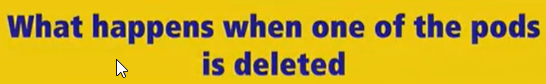 What happens when one of the pods
is deleted